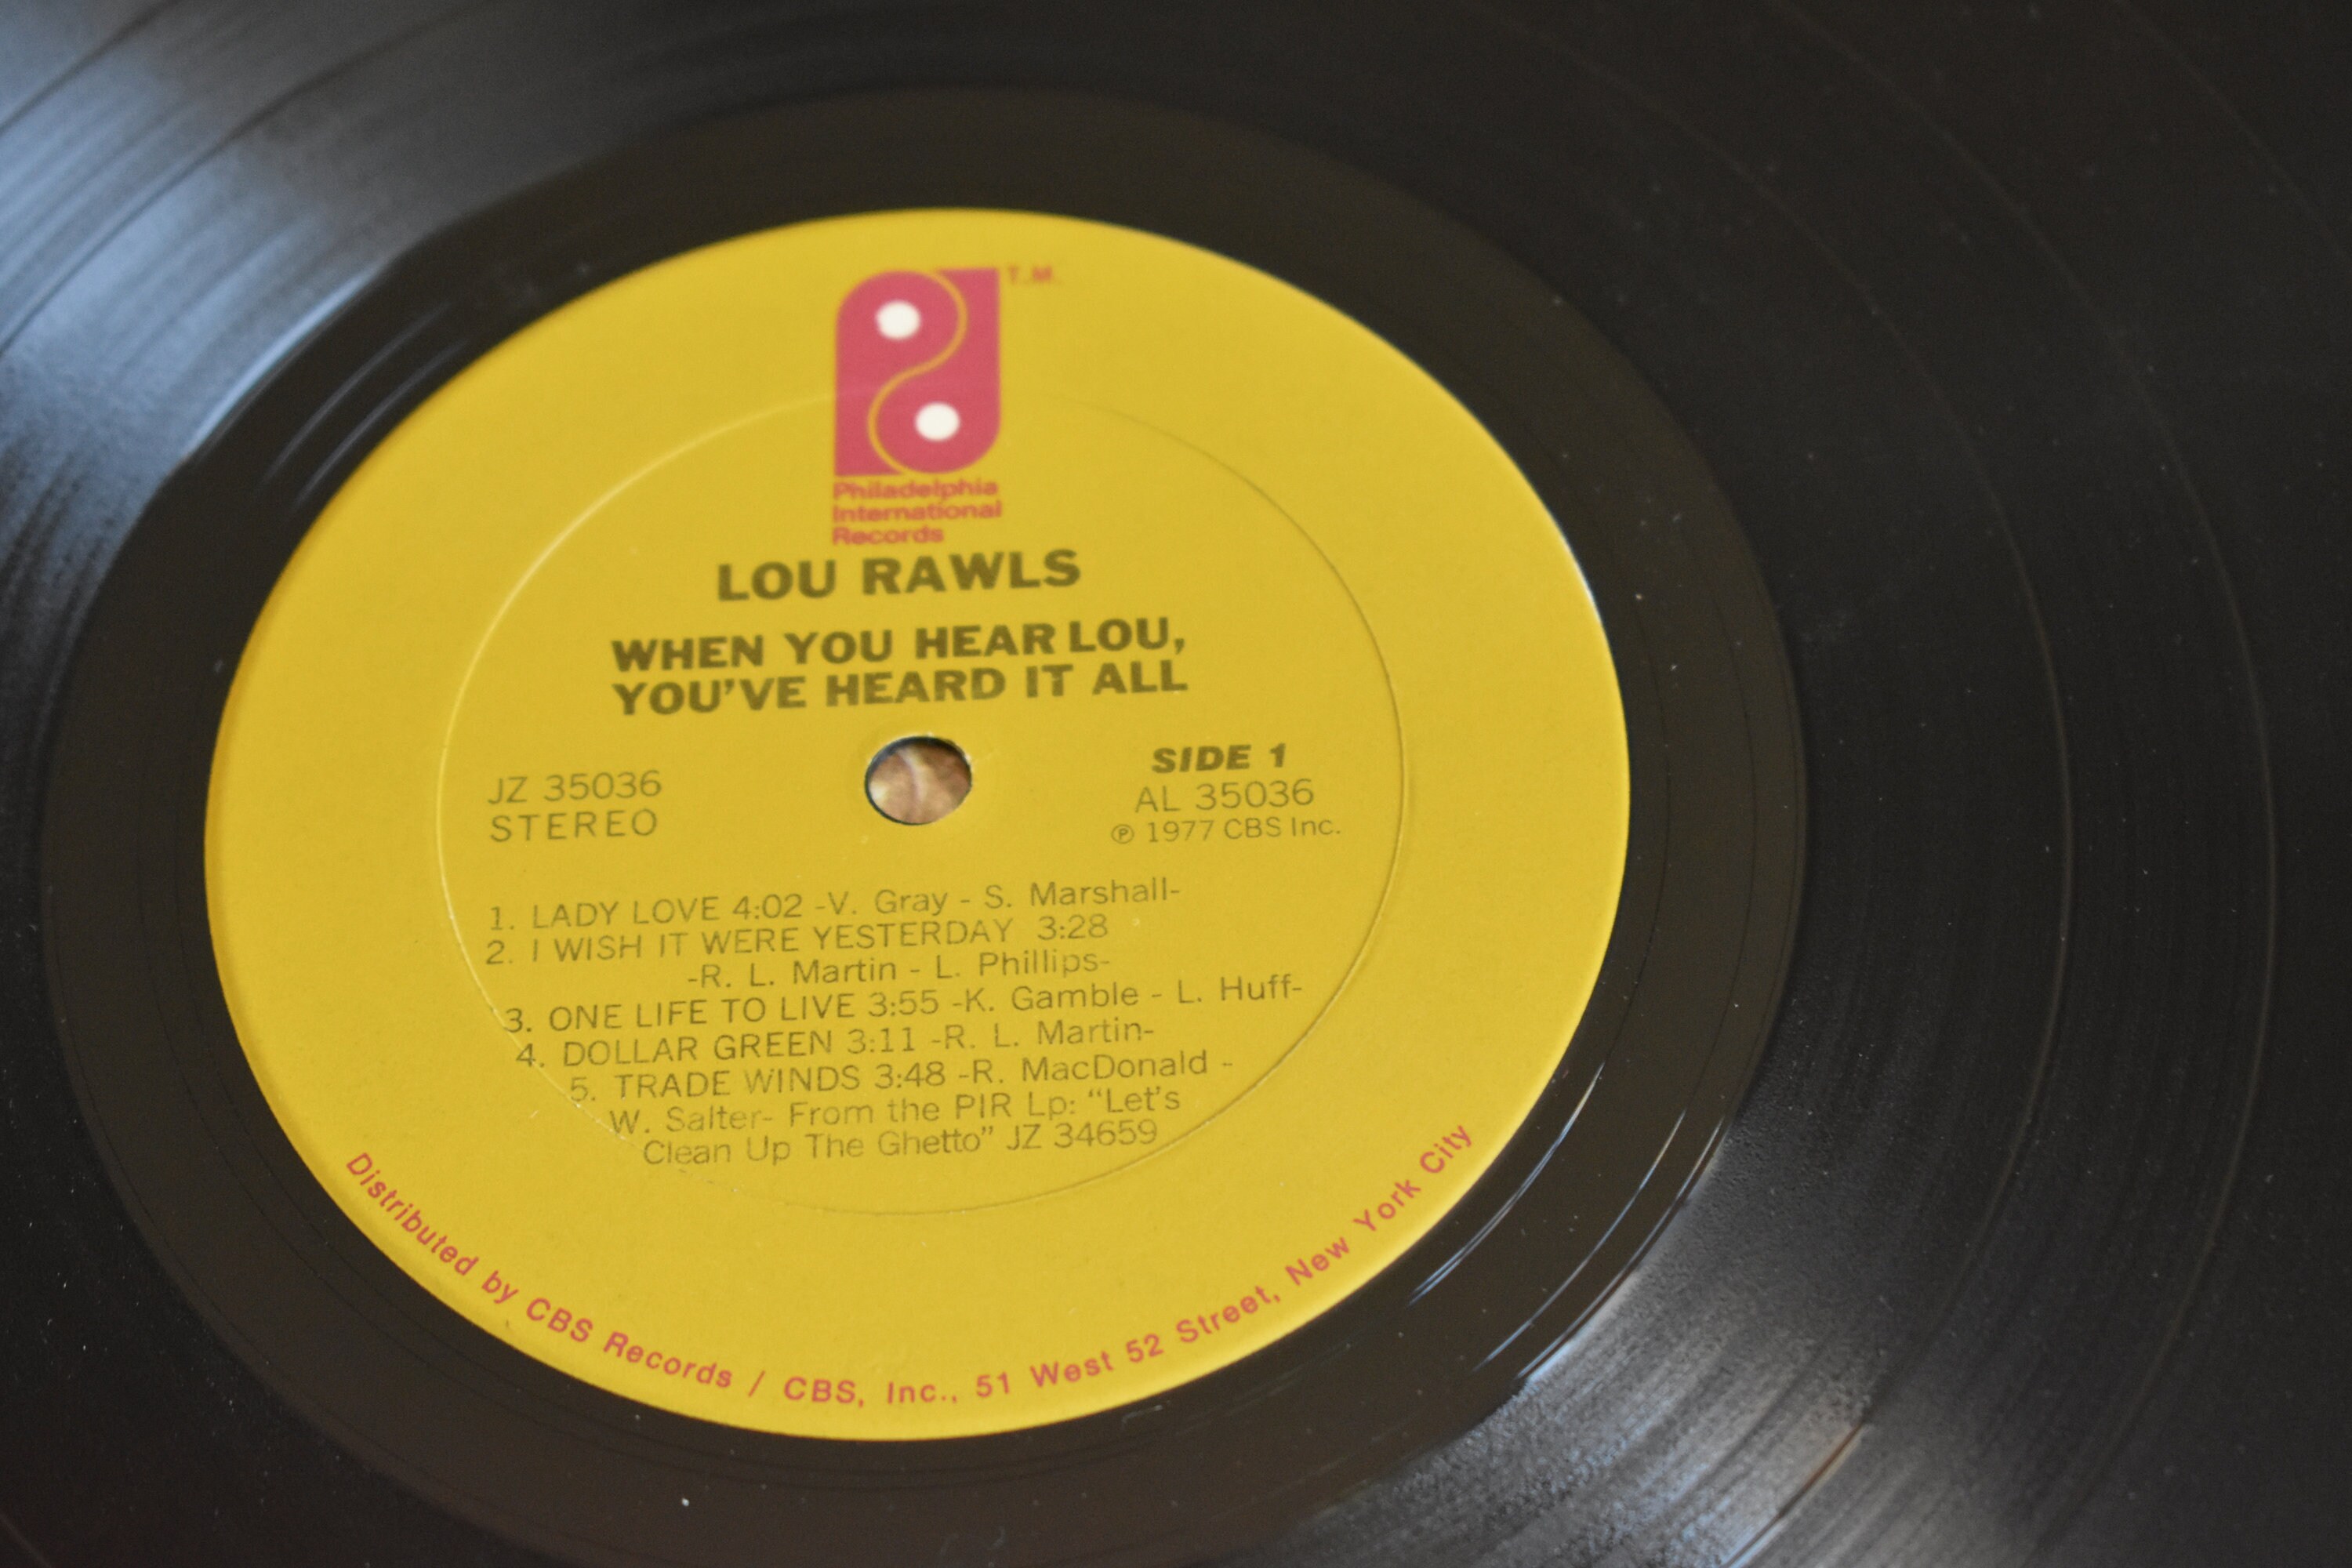 T.M.
Philadelphia
International
Records
LOU RAWLS
WHEN YOU HEAR LOU,
YOU'VE HEARD IT ALL
JZ 35036
STEREO
SIDE 1
AL 35036
℗ 1977 CBS Inc.
1. LADY LOVE 4:02 -V. Gray - S. Marshall-
2. I WISH IT WERE YESTERDAY 3:28
-R. L. Martin - L. Phillips-
3. ONE LIFE TO LIVE 3:55 -K. Gamble - L. Huff-
4. DOLLAR GREEN 3:11 -R. L. Martin-
5. TRADE WINDS 3:48 -R. MacDonald -
W. Salter- From the PIR Lp: “Let's
Clean Up The Ghetto” JZ 34659
Distributed by CBS Records / CBS, Inc., 51 West 52 Street, New York City